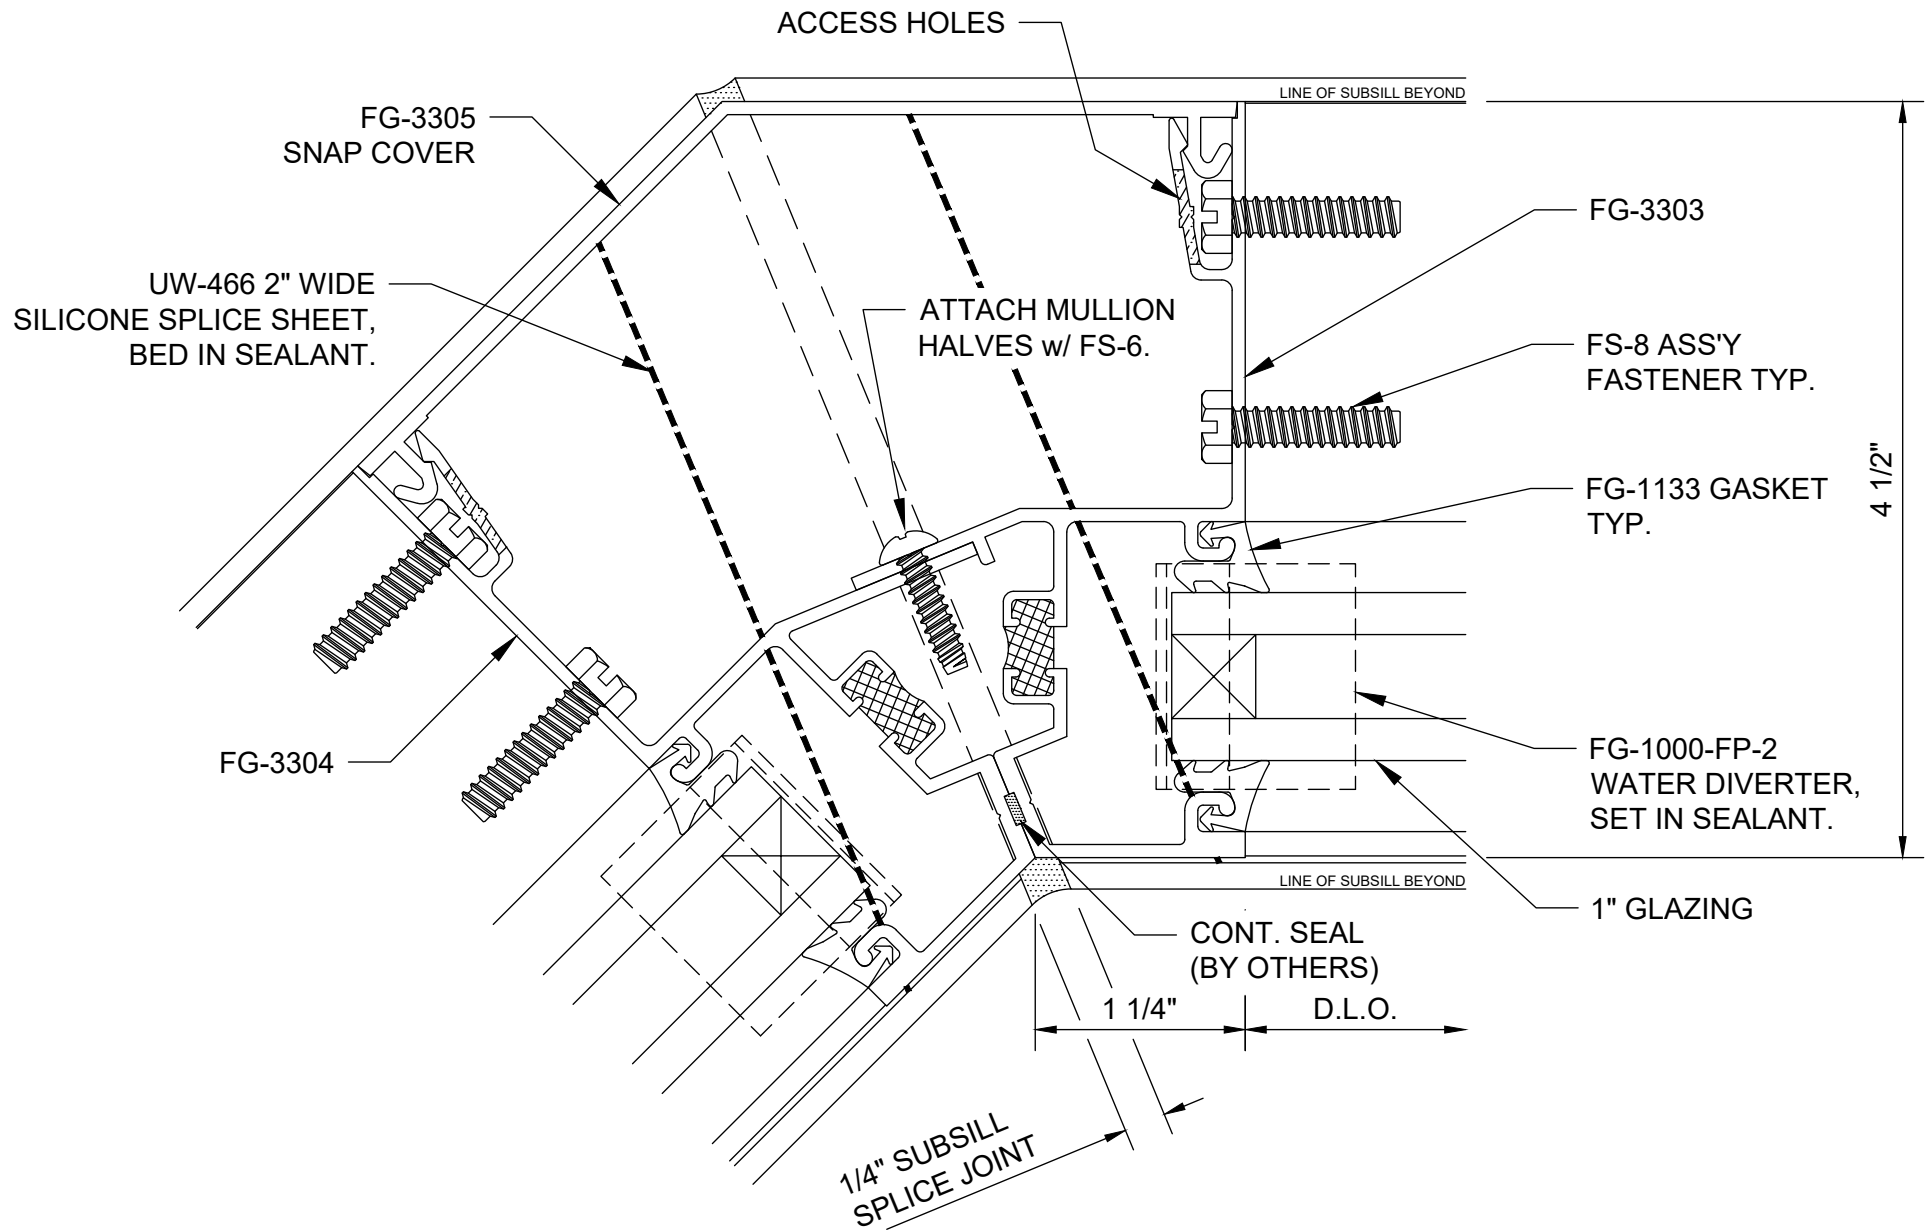 ACCESS HOLES
LINE OF SUBSILL BEYOND
FG-3305
SNAP COVER
FG-3303
UW-466 2" WIDE
SILICONE SPLICE SHEET,
BED IN SEALANT.
ATTACH MULLION
HALVES w/ FS-6.
FS-8 ASS'Y
FASTENER TYP.
4 1/2"
FG-1133 GASKET
TYP.
FG-3304
FG-1000-FP-2
WATER DIVERTER,
SET IN SEALANT.
LINE OF SUBSILL BEYOND
1" GLAZING
CONT. SEAL
(BY OTHERS)
1 1/4"
D.L.O.
1/4" SUBSILL
SPLICE JOINT